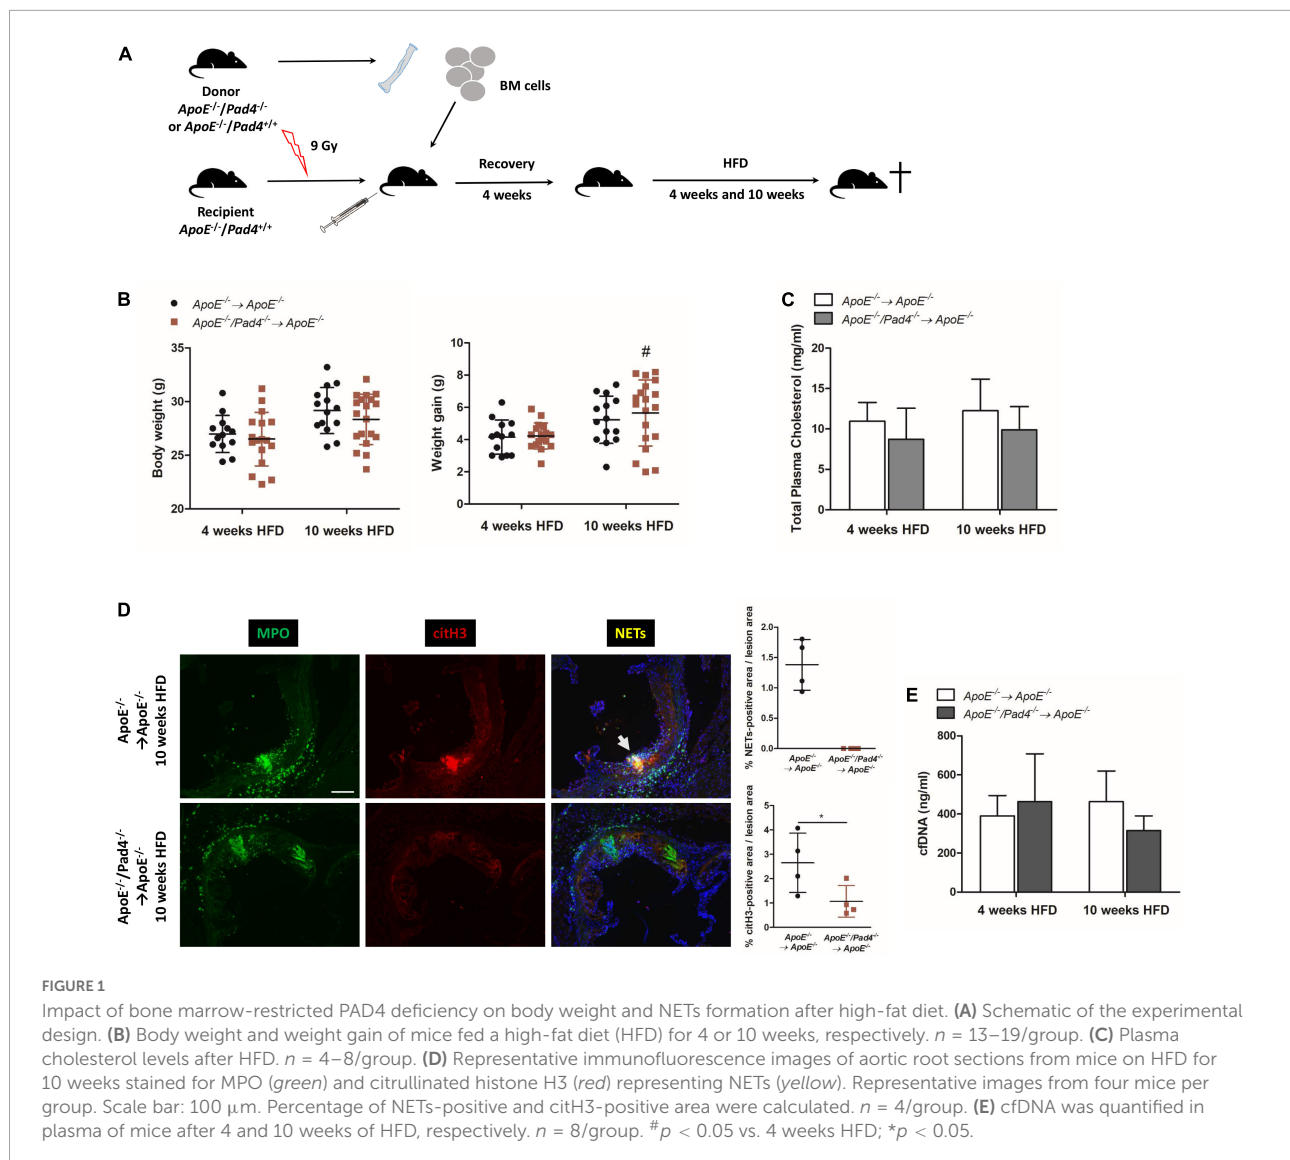 A
Donor
ApoE-/-/Pad4-/-
or ApoE-/-/Pad4+/+
9 Gy
Recipient
ApoE-/-/Pad4+/+
BM cells
Recovery
4 weeks
HFD
4 weeks and 10 weeks
B
ApoE-/-→ ApoE-/-
ApoE-/-/Pad4-/-→ ApoE-/-
Body weight (g)
35
30
25
20
4 weeks HFD
10 weeks HFD
Weight gain (g)
10
8
6
4
2
0
#
4 weeks HFD
10 weeks HFD
C
ApoE-/-→ ApoE-/-
ApoE-/-/Pad4-/-→ ApoE-/-
Total Plasma Cholesterol (mg/ml)
20
15
10
5
0
4 weeks HFD
10 weeks HFD
D
MPO
citH3
NETs
ApoE-/-
→ApoE-/-
10 weeks HFD
ApoE-/-/Pad4-/-
→ApoE-/-
10 weeks HFD
% NETs-positive area / lesion area
2.0
1.5
1.0
0.5
0.0
ApoE-/-
→ ApoE-/-
ApoE-/-/Pad4-/-
→ ApoE-/-
% citH3-positive area / lesion area
5
4
3
2
1
0
*
ApoE-/-
→ ApoE-/-
ApoE-/-/Pad4-/-
→ ApoE-/-
E
ApoE-/-→ ApoE-/-
ApoE-/-/Pad4-/-→ ApoE-/-
cfDNA (ng/ml)
800
600
400
200
0
4 weeks HFD
10 weeks HFD
FIGURE 1
Impact of bone marrow-restricted PAD4 deficiency on body weight and NETs formation after high-fat diet. (A) Schematic of the experimental
design. (B) Body weight and weight gain of mice fed a high-fat diet (HFD) for 4 or 10 weeks, respectively. n = 13–19/group. (C) Plasma
cholesterol levels after HFD. n = 4–8/group. (D) Representative immunofluorescence images of aortic root sections from mice on HFD for
10 weeks stained for MPO (green) and citrullinated histone H3 (red) representing NETs (yellow). Representative images from four mice per
group. Scale bar: 100 μm. Percentage of NETs-positive and citH3-positive area were calculated. n = 4/group. (E) cfDNA was quantified in
plasma of mice after 4 and 10 weeks of HFD, respectively. n = 8/group. #p < 0.05 vs. 4 weeks HFD; *p < 0.05.